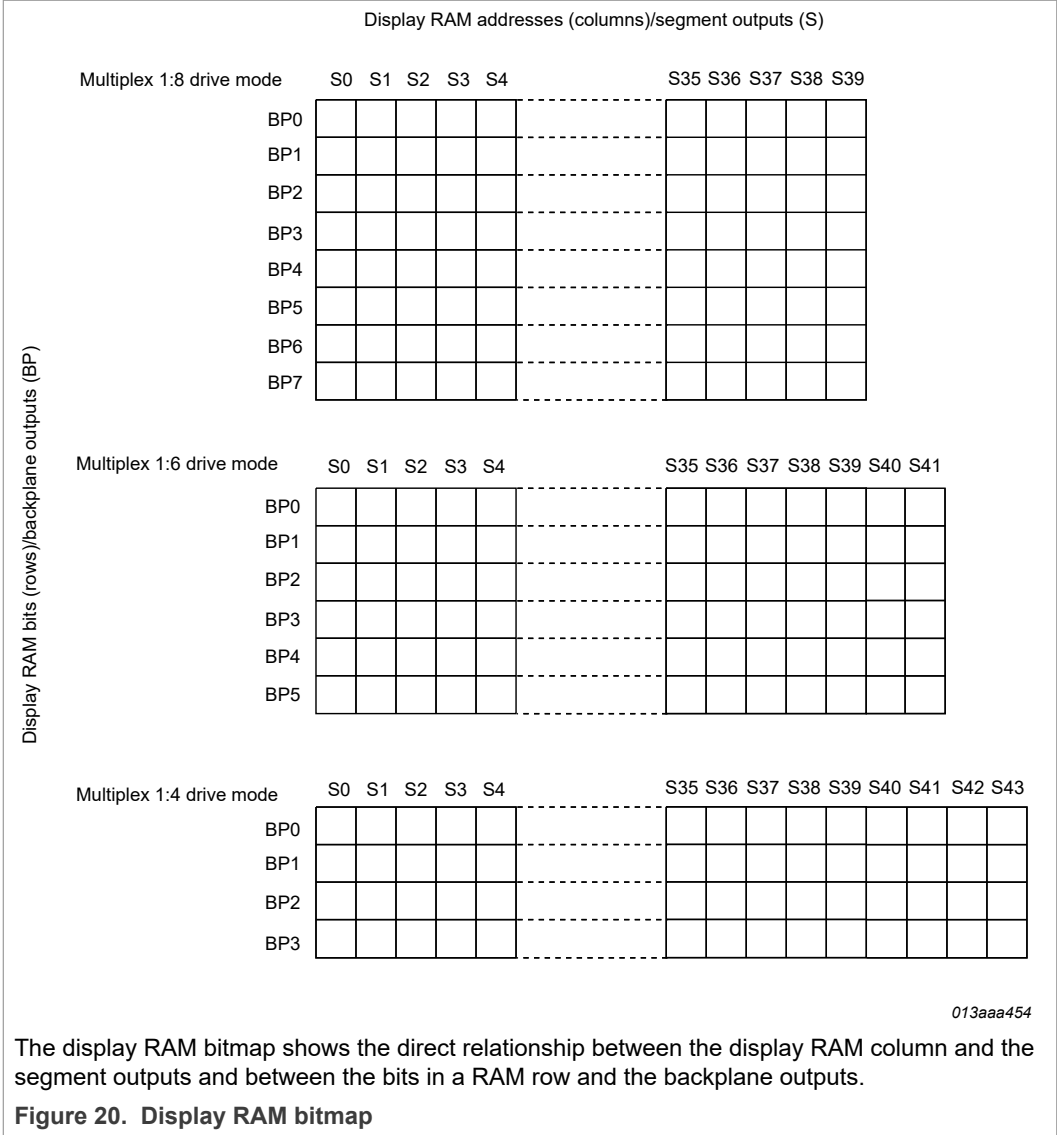 Display RAM addresses (columns)/segment outputs (S)
Display RAM bits (rows)/backplane outputs (BP)
Multiplex 1:8 drive mode S0 S1 S2 S3 S4 S35 S36 S37 S38 S39
BP0
BP1
BP2
BP3
BP4
BP5
BP6
BP7
Multiplex 1:6 drive mode S0 S1 S2 S3 S4 S35 S36 S37 S38 S39 S40 S41
BP0
BP1
BP2
BP3
BP4
BP5
Multiplex 1:4 drive mode S0 S1 S2 S3 S4 S35 S36 S37 S38 S39 S40 S41 S42 S43
BP0
BP1
BP2
BP3
013aaa454
The display RAM bitmap shows the direct relationship between the display RAM column and the
segment outputs and between the bits in a RAM row and the backplane outputs.
Figure 20. Display RAM bitmap